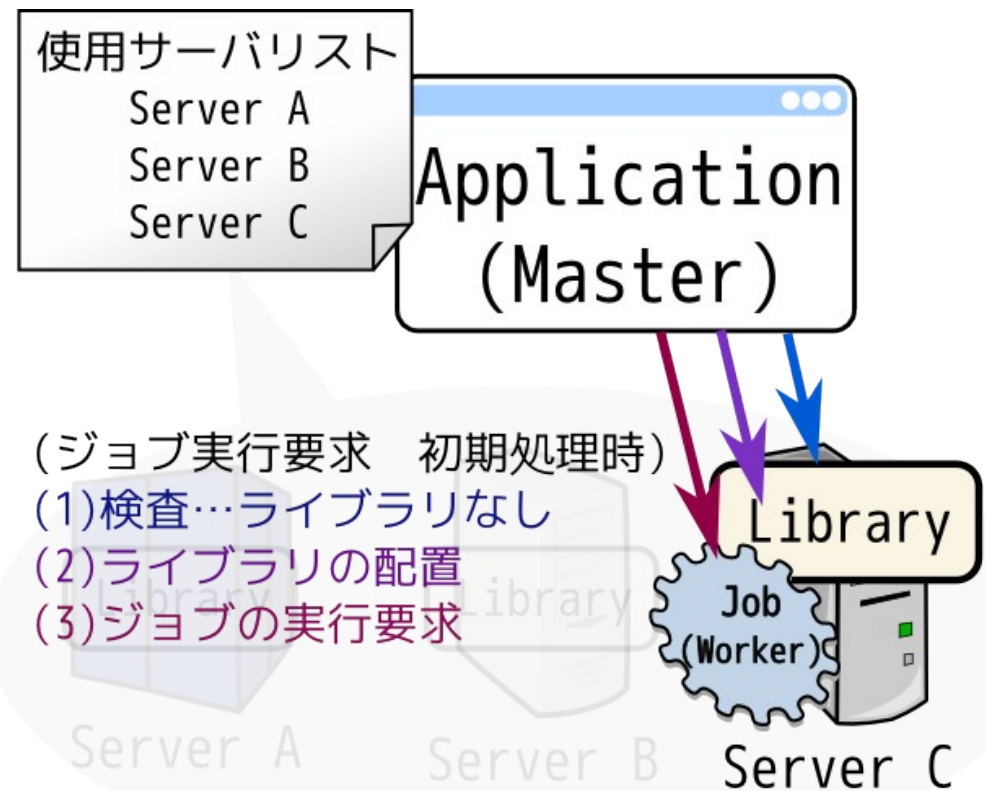 使用サーバリスト
Server A
Server B
Server C
Application
(Master)
(ジョブ実行要求　初期処理時)
(1)検査…ライブラリなし
(2)ライブラリの配置
(3)ジョブの実行要求
Library
Library
Library
Job
(Worker)
Server A
Server B
Server C